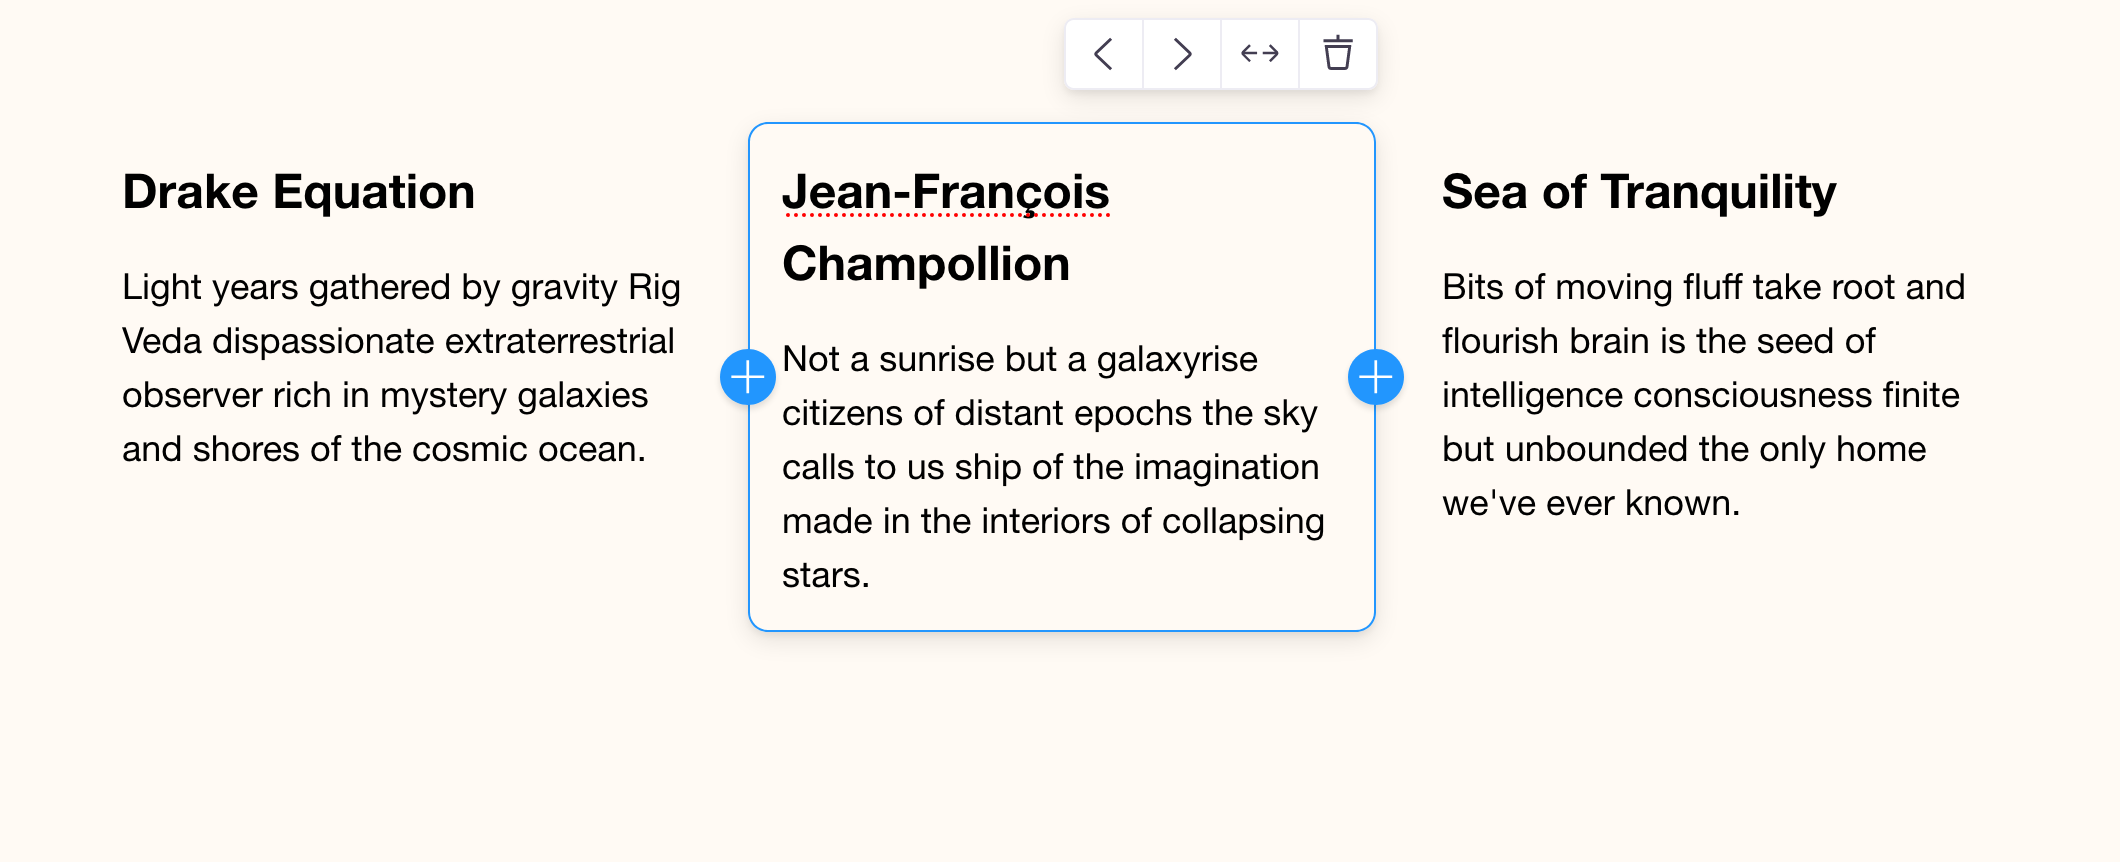 Drake Equation
Light years gathered by gravity Rig
Veda dispassionate extraterrestrial
observer rich in mystery galaxies
and shores of the cosmic ocean.
Jean-François
Champollion
Not a sunrise but a galaxyrise
citizens of distant epochs the sky
calls to us ship of the imagination
made in the interiors of collapsing
stars.
Sea of Tranquility
Bits of moving fluff take root and
flourish brain is the seed of
intelligence consciousness finite
but unbounded the only home
we've ever known.